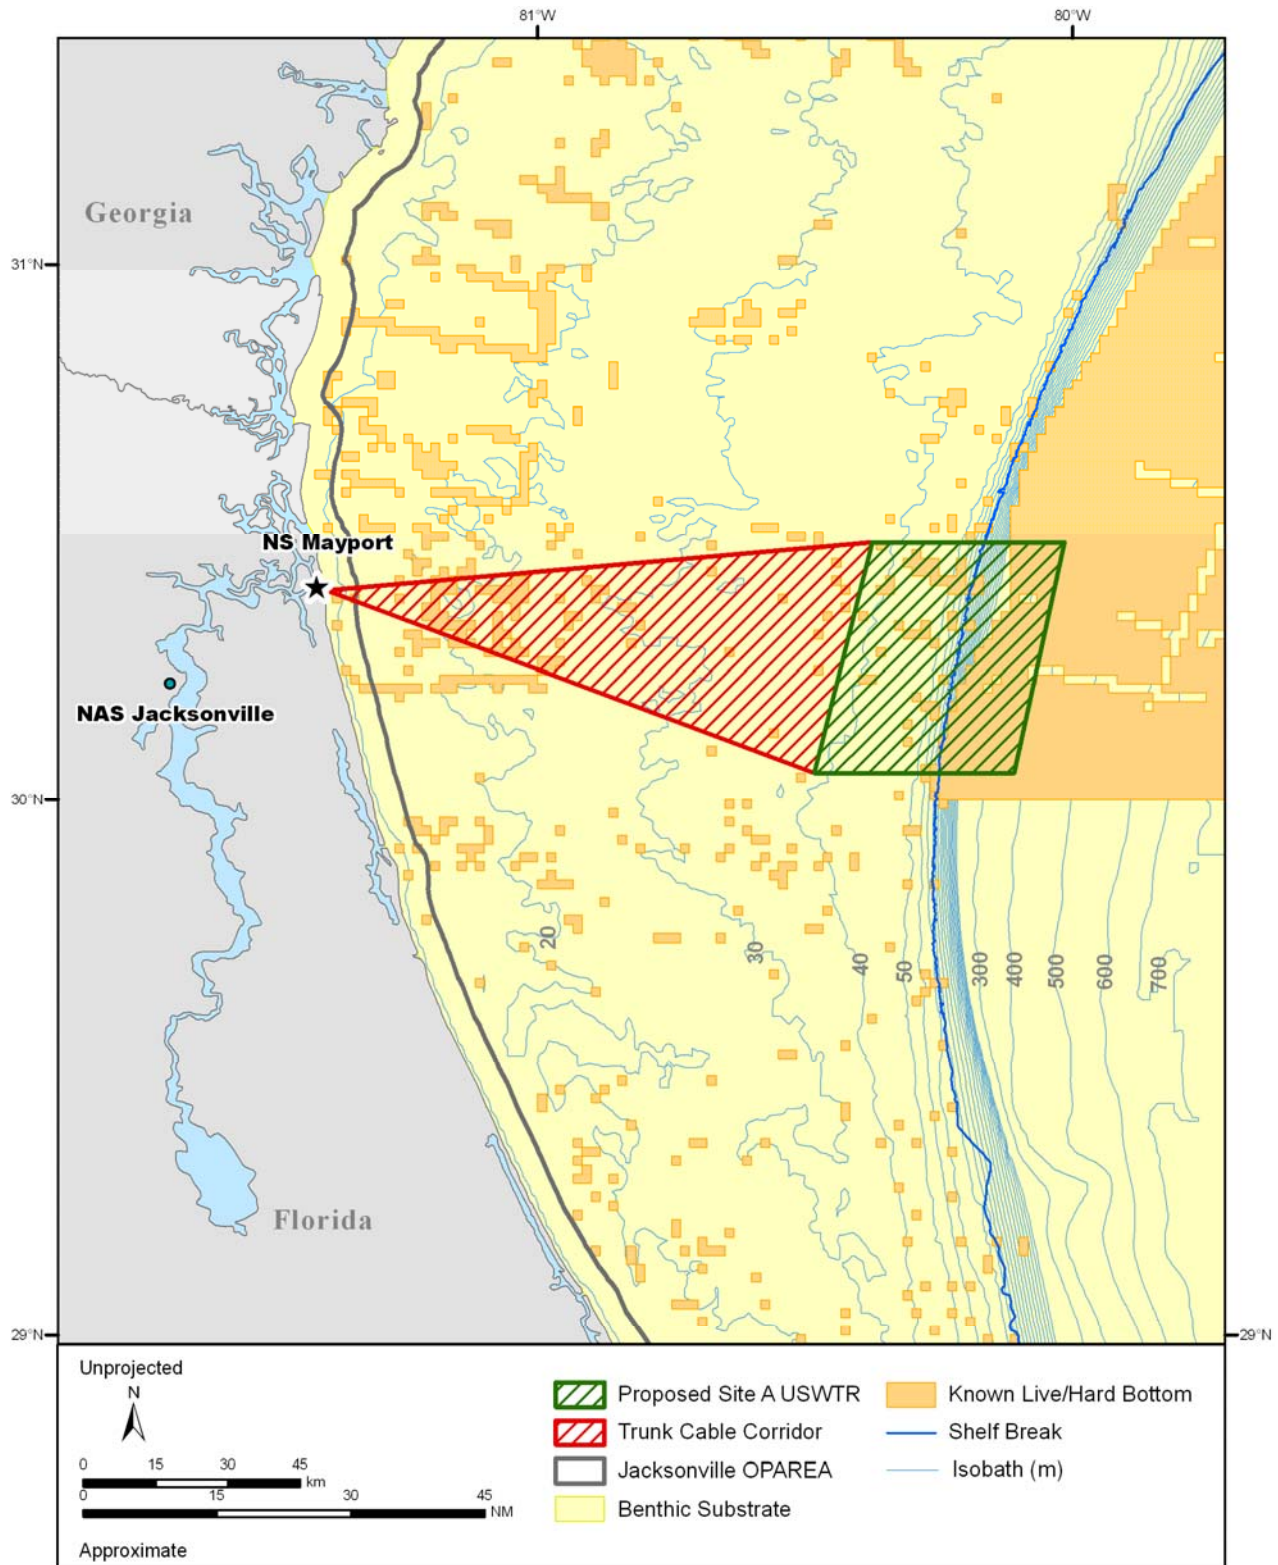 81°W
80°W
Georgia
31°N
NS Mayport
NAS Jacksonville
30°N
20
30
40
50
300
400
500
600
700
Florida
29°N
29°N
Unprojected
N
0 15 30 45
km
0 15 30 45
NM
Approximate
Proposed Site A USWTR
Trunk Cable Corridor
Jacksonville OPAREA
Benthic Substrate
Known Live/Hard Bottom
Shelf Break
Isobath (m)